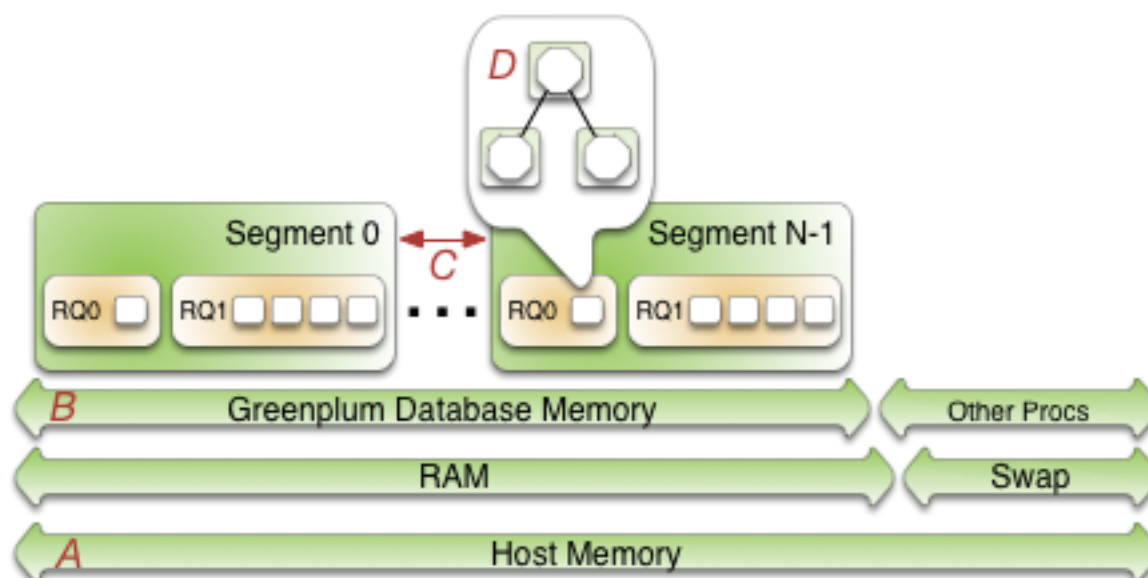 D
Segment 0
C
Segment N-1
RQ0
RQ1
RQ0
RQ1
B
Greenplum Database Memory
Other Procs
RAM
Swap
A
Host Memory